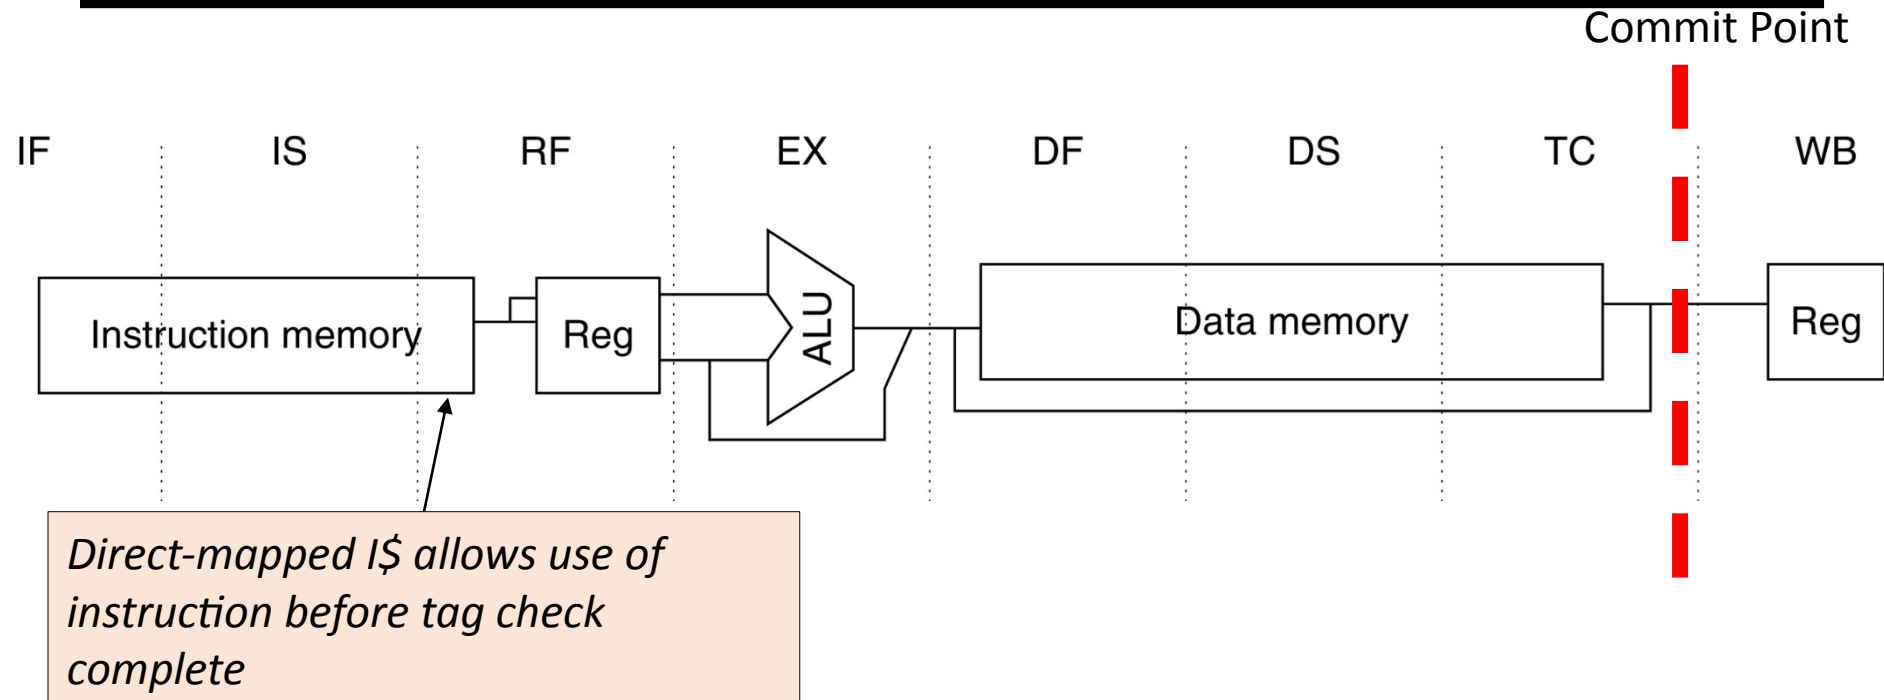 Commit Point
IF IS RF EX DF DS TC WB
Instruction memory Reg ALU Data memory Reg
Direct-mapped I$ allows use of
instruction before tag check
complete